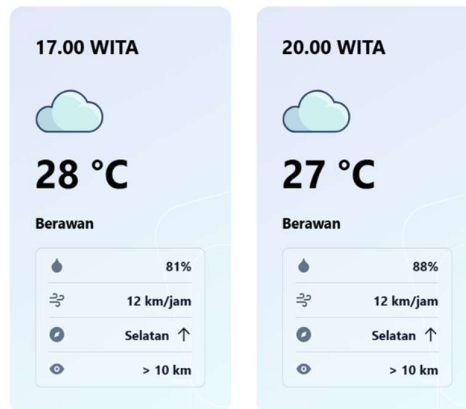 17.00 WITA
28 °C
Berawan
81%
12 km/jam
Selatan ↑
> 10 km
20.00 WITA
27 °C
Berawan
88%
12 km/jam
Selatan ↑
> 10 km